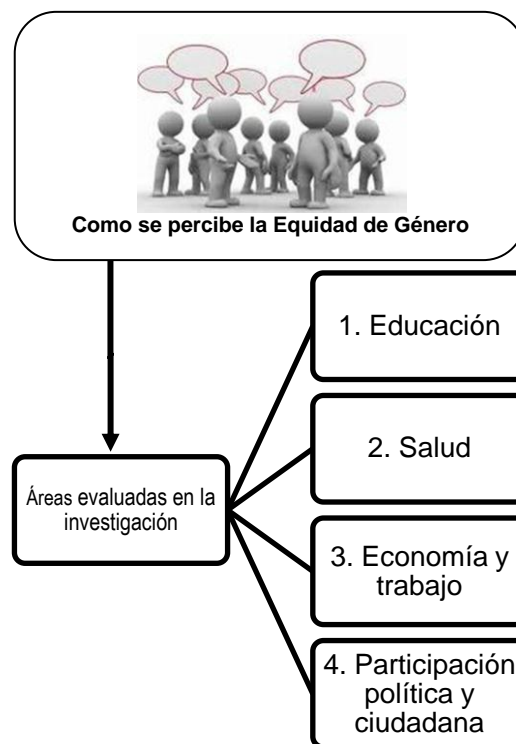 Como se percibe la Equidad de Género
1. Educación
2. Salud
Áreas evaluadas en la
investigación
3. Economía y
trabajo
4. Participación
política y
ciudadana